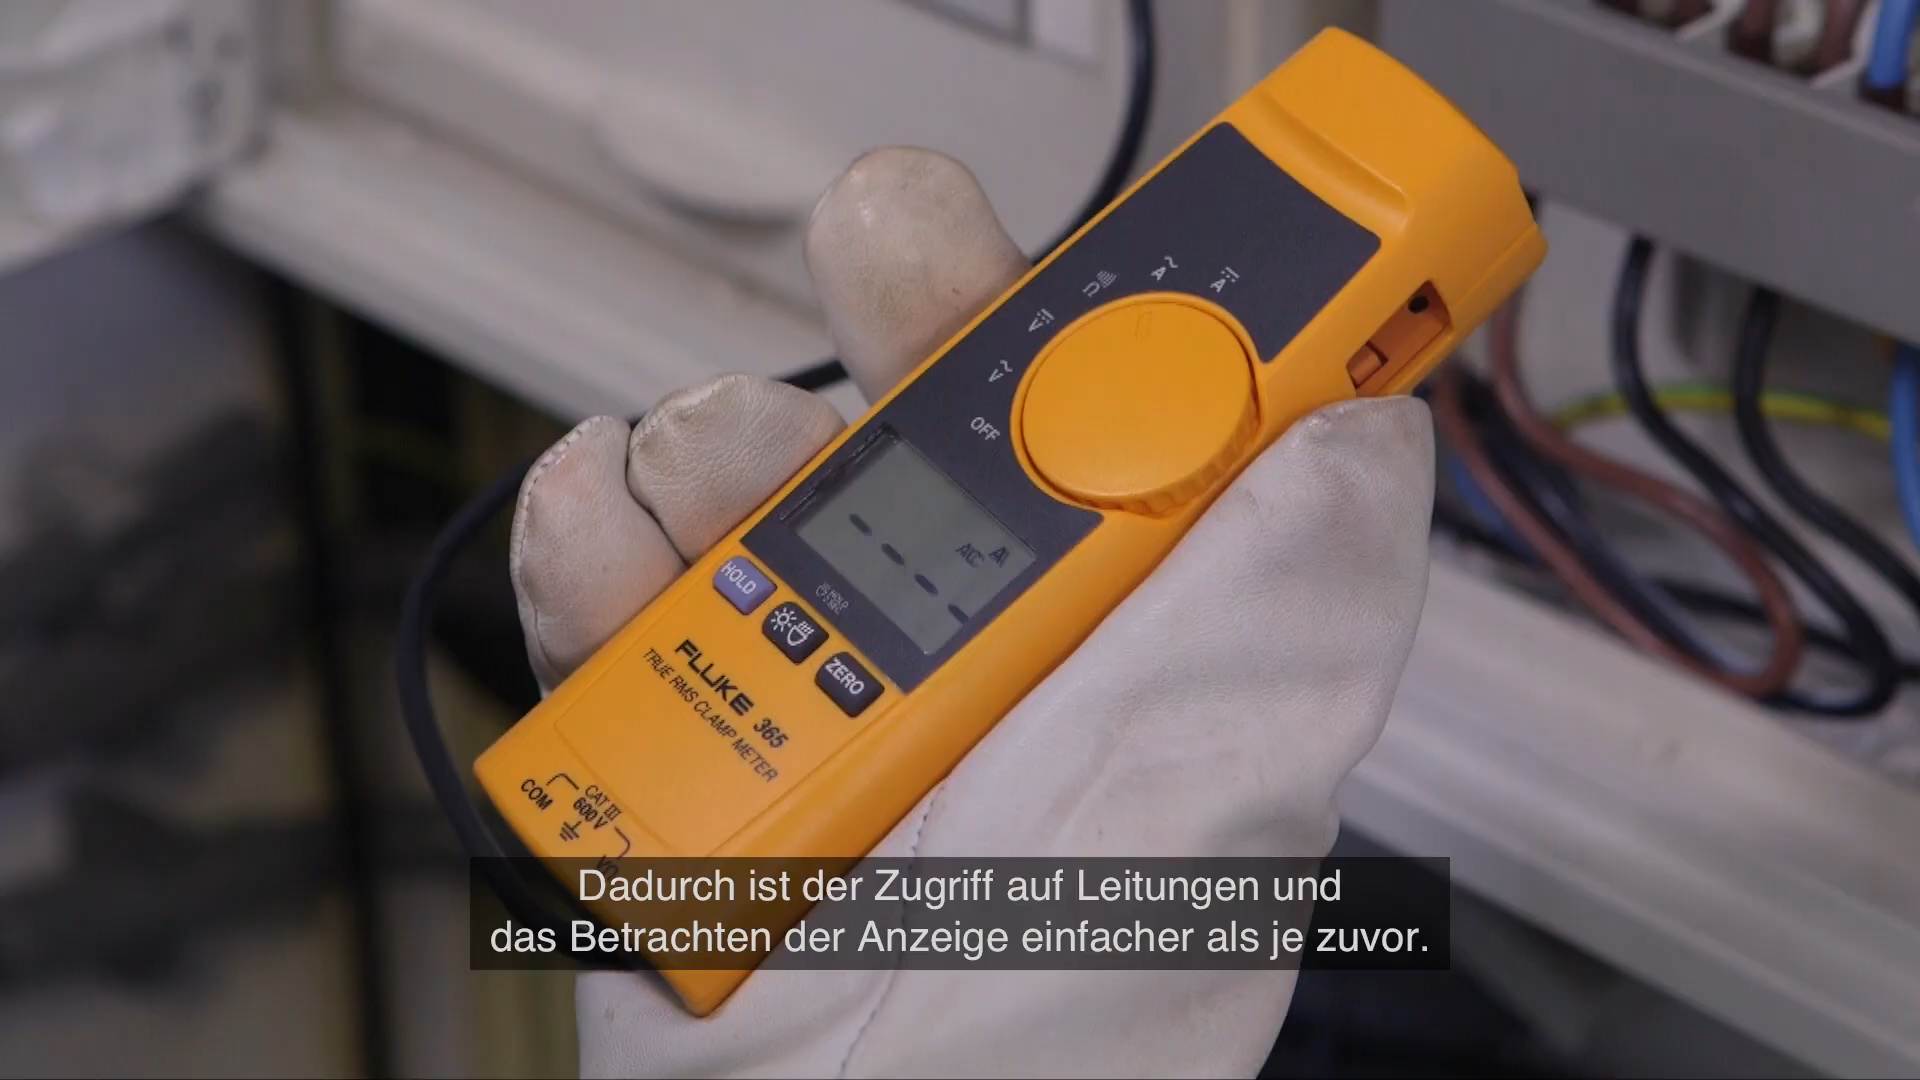 OFF
V
V
A
A
AC A
- - - -
HOLD
ZERO
FLUKE 365
TRUE RMS CLAMP METER
COM
CAT III
600 V
Dadurch ist der Zugriff auf Leitungen und
das Betrachten der Anzeige einfacher als je zuvor.